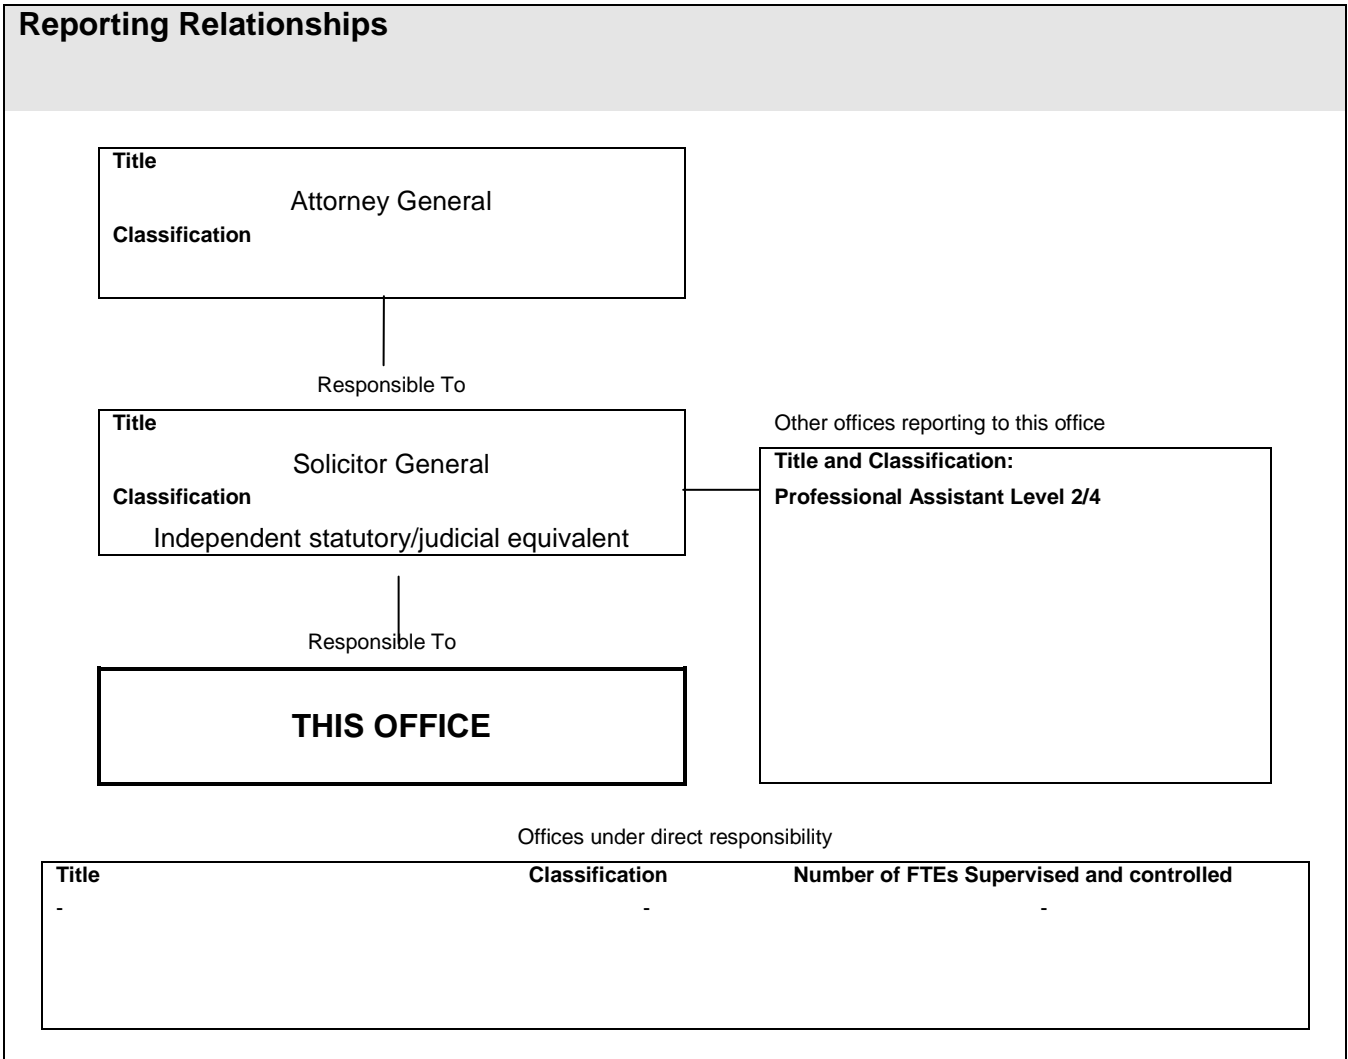 Reporting Relationships
Title
Attorney General
Classification
Responsible To
Title
Solicitor General
Classification
Independent statutory/judicial equivalent
Other offices reporting to this office
Title and Classification:
Professional Assistant Level 2/4
Responsible To
THIS OFFICE
Offices under direct responsibility
Title Classification Number of FTEs Supervised and controlled
- - -